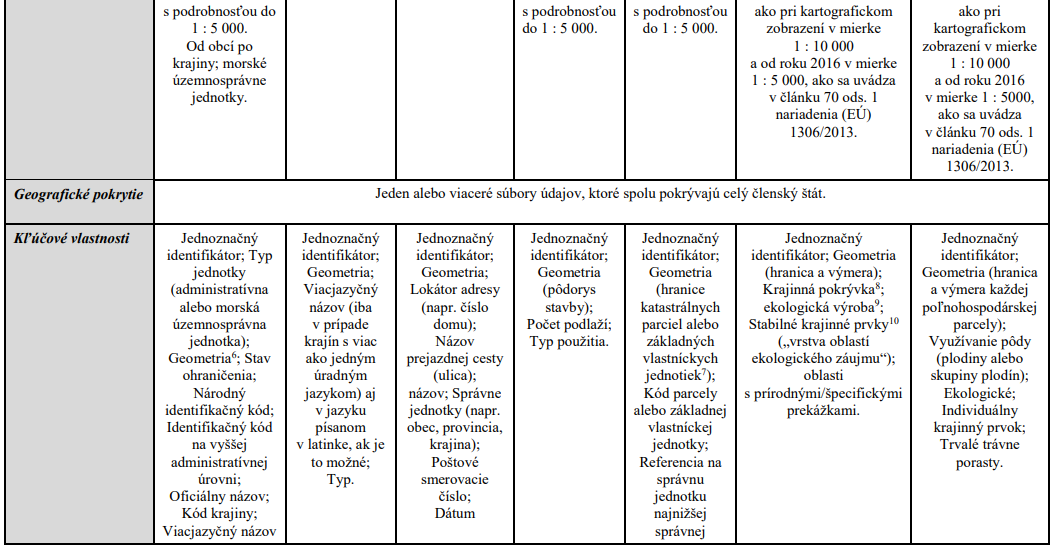 s podrobnosťou do
1 : 5 000.
Od obcí po
krajiny; morské
územnosprávne
jednotky.
s podrobnosťou
do 1 : 5 000.
s podrobnosťou
do 1 : 5 000.
ako pri kartografickom
zobrazení v mierke
1 : 10 000
a od roku 2016 v mierke
1 : 5 000, ako sa uvádza
v článku 70 ods. 1
nariadenia (EÚ)
1306/2013.
ako pri
kartografickom
zobrazení v mierke
1 : 10 000
a od roku 2016
v mierke 1 : 5000,
ako sa uvádza
v článku 70 ods. 1
nariadenia (EÚ)
1306/2013.
Geografické pokrytie
Jeden alebo viaceré súbory údajov, ktoré spolu pokrývajú celý členský štát.
Kľúčové vlastnosti
Jednoznačný
identifikátor; Typ
jednotky
(administratívna
alebo morská
územnosprávna
jednotka);
Geometria⁶; Stav
ohraničenia;
Národný
identifikačný kód;
Identifikačný kód
na vyššej
administratívnej
úrovni;
Oficiálny názov;
Kód krajiny;
Viacjazyčný názov
Jednoznačný
identifikátor;
Geometria;
Viacjazyčný
názov (iba
v prípade
krajín s viac
ako jedným
úradným
jazykom) aj
v jazyku
písanom
v latinke, ak je
to možné;
Typ.
Jednoznačný
identifikátor;
Geometria;
Lokátor adresy
(napr. číslo
domu);
Názov
prejazdnej cesty
(ulica);
názov; Správne
jednotky (napr.
obec, provincia,
krajina);
Poštové
smerovacie
číslo;
Dátum
Jednoznačný
identifikátor;
Geometria
(pôdorys
stavby);
Počet podlaží;
Typ použitia.
Jednoznačný
identifikátor;
Geometria
(hranice
katastrálnych
parciel alebo
základných
vlastníckych
jednotiek⁷);
Kód parcely
alebo základnej
vlastníckej
jednotky;
Referencia na
správnu
jednotku
najnižšej
správnej
Jednoznačný
identifikátor; Geometria
(hranica a výmera);
Krajinná pokrývka⁸;
ekologická výroba⁹;
Stabilné krajinné prvky¹⁰
(„vrstva oblastí
ekologického záujmu“);
oblasti
s prírodnými/špecifickými
prekážkami.
Jednoznačný
identifikátor;
Geometria (hranica
a výmera každej
poľnohospodárskej
parcely);
Využívanie pôdy
(plodiny alebo
skupiny plodín);
Ekologické;
Individuálny
krajinný prvok;
Trvalé trávne
porasty.